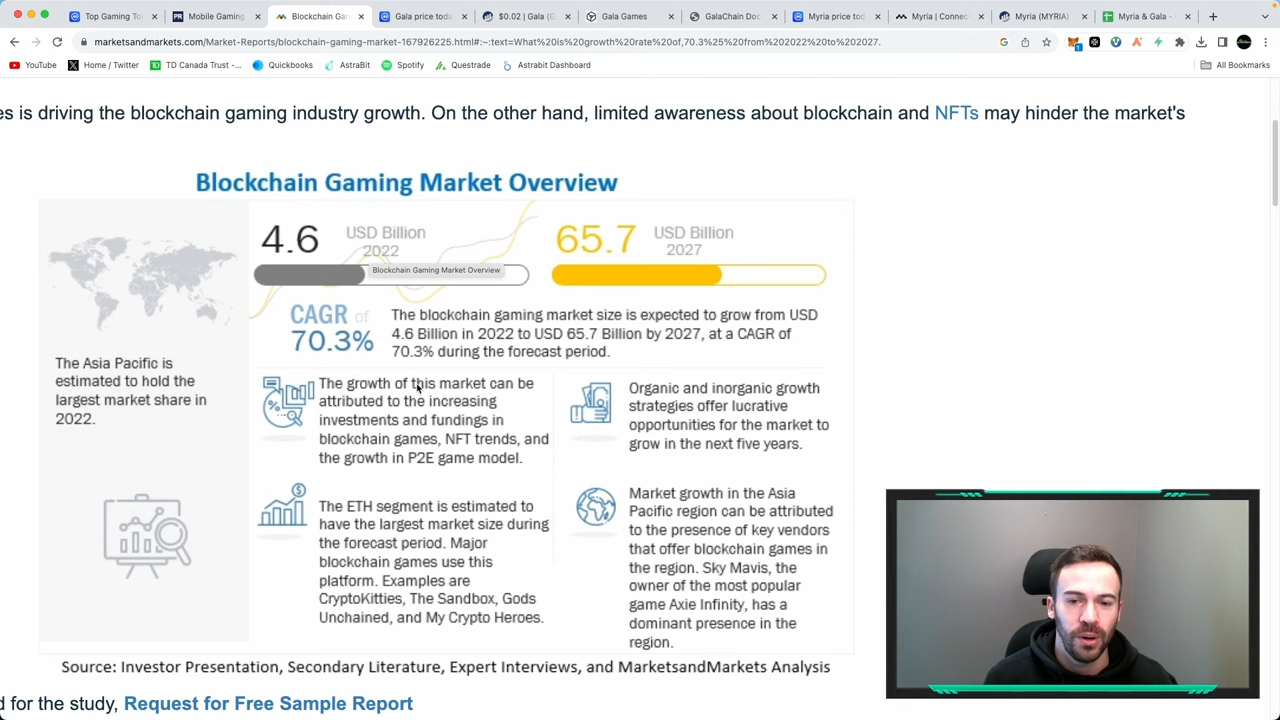 Top Gaming To
Mobile Gaming
Blockchain Ga
Gala price toda
$0.02 | Gala (G
Gala Games
GalaChain Doc
Myria price tod
Myria | Connec
Myria (MYRIA)
Myria & Gala -
marketsandmarkets.com/Market-Reports/blockchain-gaming-market-167926225.html#:~:text=What%20is%20growth%20rate%20of,70.3%25%20from%202022%20to%202027.
YouTube
Home / Twitter
TD Canada Trust -...
Quickbooks
AstraBit
Spotify
Questrade
Astrabit Dashboard
All Bookmarks
es is driving the blockchain gaming industry growth. On the other hand, limited awareness about blockchain and NFTs may hinder the market's
Blockchain Gaming Market Overview
4.6 USD Billion 2022
65.7 USD Billion 2027
Blockchain Gaming Market Overview
CAGR of
70.3%
The blockchain gaming market size is expected to grow from USD
4.6 Billion in 2022 to USD 65.7 Billion by 2027, at a CAGR of
70.3% during the forecast period.
The Asia Pacific is
estimated to hold the
largest market share in
2022.
The growth of this market can be
attributed to the increasing
investments and fundings in
blockchain games, NFT trends, and
the growth in P2E game model.
Organic and inorganic growth
strategies offer lucrative
opportunities for the market to
grow in the next five years.
The ETH segment is estimated to
have the largest market size during
the forecast period. Major
blockchain games use this
platform. Examples are
CryptoKitties, The Sandbox, Gods
Unchained, and My Crypto Heroes.
Market growth in the Asia
Pacific region can be attributed
to the presence of key vendors
that offer blockchain games in
the region. Sky Mavis, the
owner of the most popular
game Axie Infinity, has a
dominant presence in the
region.
Source: Investor Presentation, Secondary Literature, Expert Interviews, and MarketsandMarkets Analysis
d for the study, Request for Free Sample Report